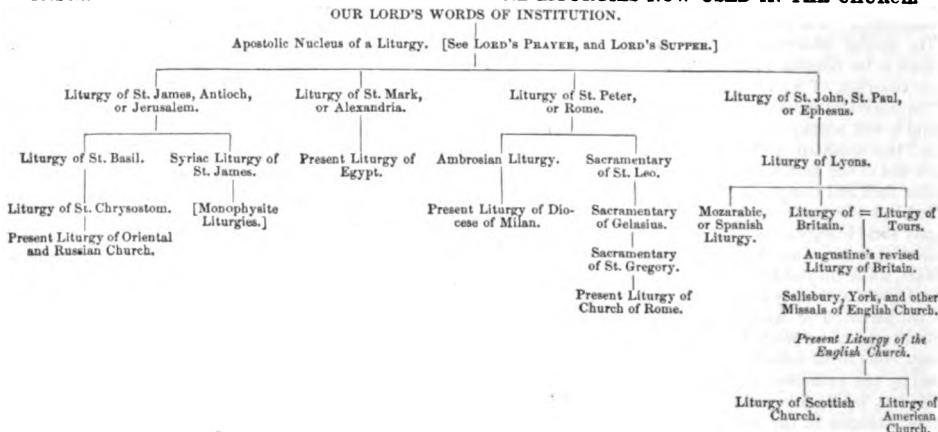 LITURGIES NOW USED IN THE CHURCH
OUR LORD'S WORDS OF INSTITUTION.
Apostolic Nucleus of a Liturgy. [See LORD'S PRAYER, and LORD'S SUPPER.]
Liturgy of St. James, Antioch,
or Jerusalem.
Liturgy of St. Mark,
or Alexandria.
Liturgy of St. Peter,
or Rome.
Liturgy of St. John, St. Paul,
or Ephesus.
Liturgy of St. Basil.
Syriac Liturgy of
St. James.
Present Liturgy of
Egypt.
Ambrosian Liturgy.
Sacramentary
of St. Leo.
Liturgy of Lyons.
Liturgy of St. Chrysostom.
[Monophysite
Liturgies.]
Present Liturgy of Dio-
cese of Milan.
Sacramentary
of Gelasius.
Mozarabic,
or Spanish
Liturgy.
Liturgy of = Liturgy of
Britain. Tours.
Present Liturgy of Oriental
and Russian Church.
Sacramentary
of St. Gregory.
Augustine's revised
Liturgy of Britain.
Present Liturgy of
Church of Rome.
Salisbury, York, and other
Missals of English Church.
Present Liturgy of the
English Church.
Liturgy of Scottish
Church.
Liturgy of
American
Church.